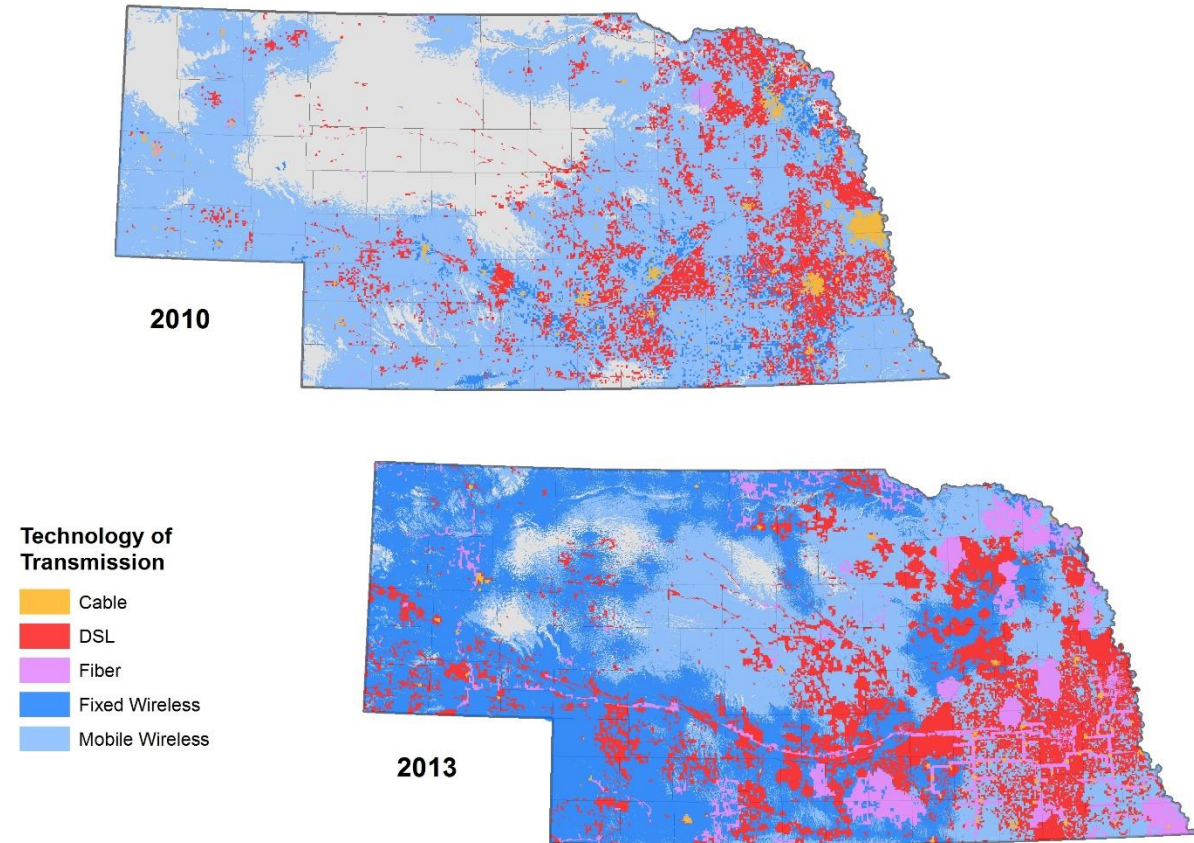 2010
Technology of
Transmission
Cable
DSL
Fiber
Fixed Wireless
Mobile Wireless
2013